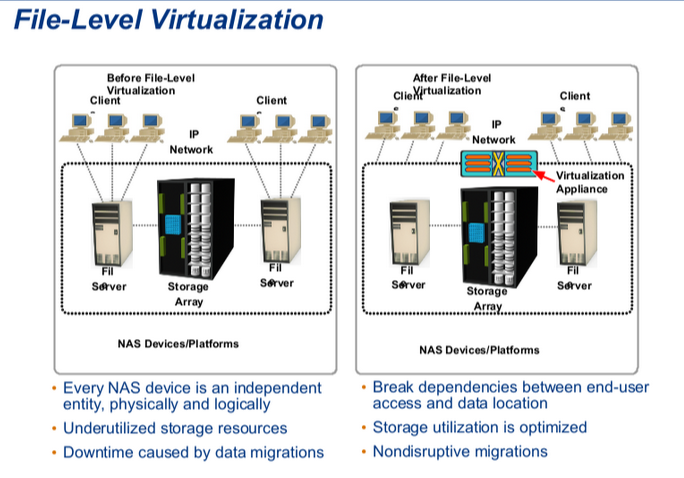 File-Level Virtualization
Before File-Level
Virtualization
Client
Client
IP
Network
Fil
Server
Storage
Array
Fil
Server
NAS Devices/Platforms
• Every NAS device is an independent
entity, physically and logically
• Underutilized storage resources
• Downtime caused by data migrations
After File-Level
Virtualization
Client
Client
IP
Network
Virtualization
Appliance
Fil
Server
Storage
Array
Fil
Server
NAS Devices/Platforms
• Break dependencies between end-user
access and data location
• Storage utilization is optimized
• Nondisruptive migrations